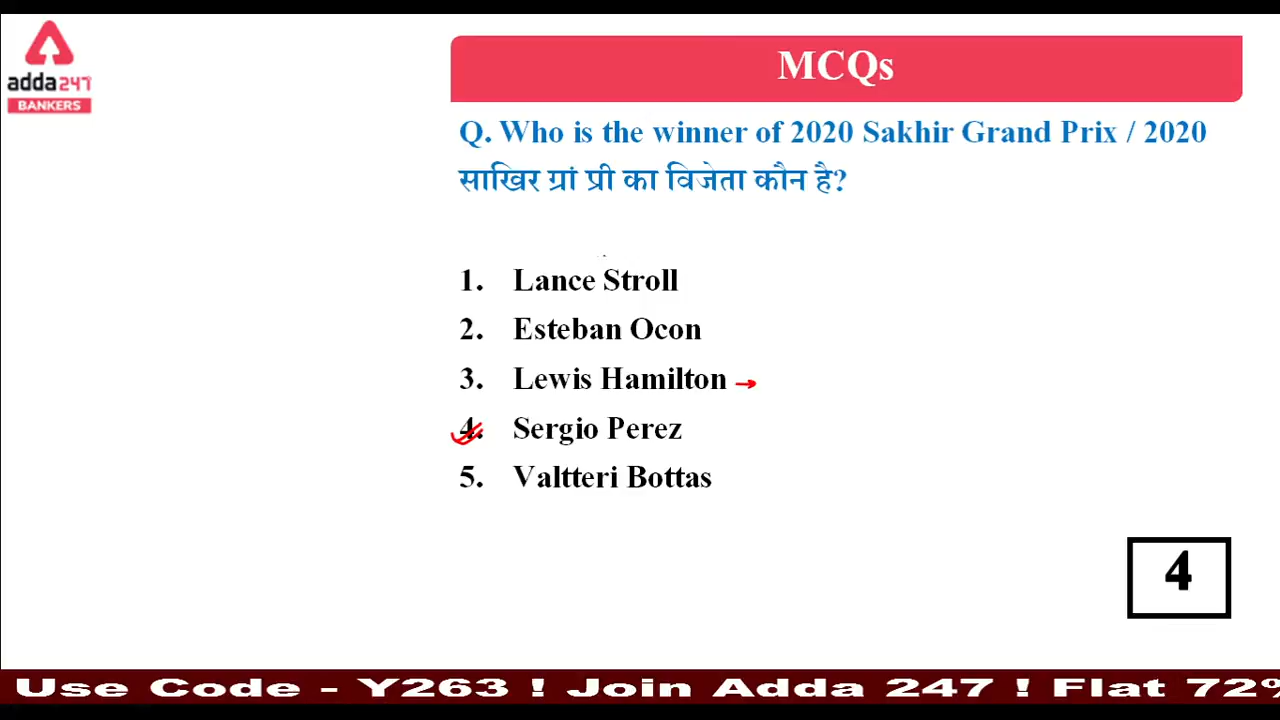 adda247
BANKERS
MCQs
Q. Who is the winner of 2020 Sakhir Grand Prix / 2020
साखिर ग्रां प्री का विजेता कौन है?
1. Lance Stroll
2. Esteban Ocon
3. Lewis Hamilton
4. Sergio Perez
5. Valtteri Bottas
4
Use Code - Y263 ! Join Adda 247 ! Flat 72%